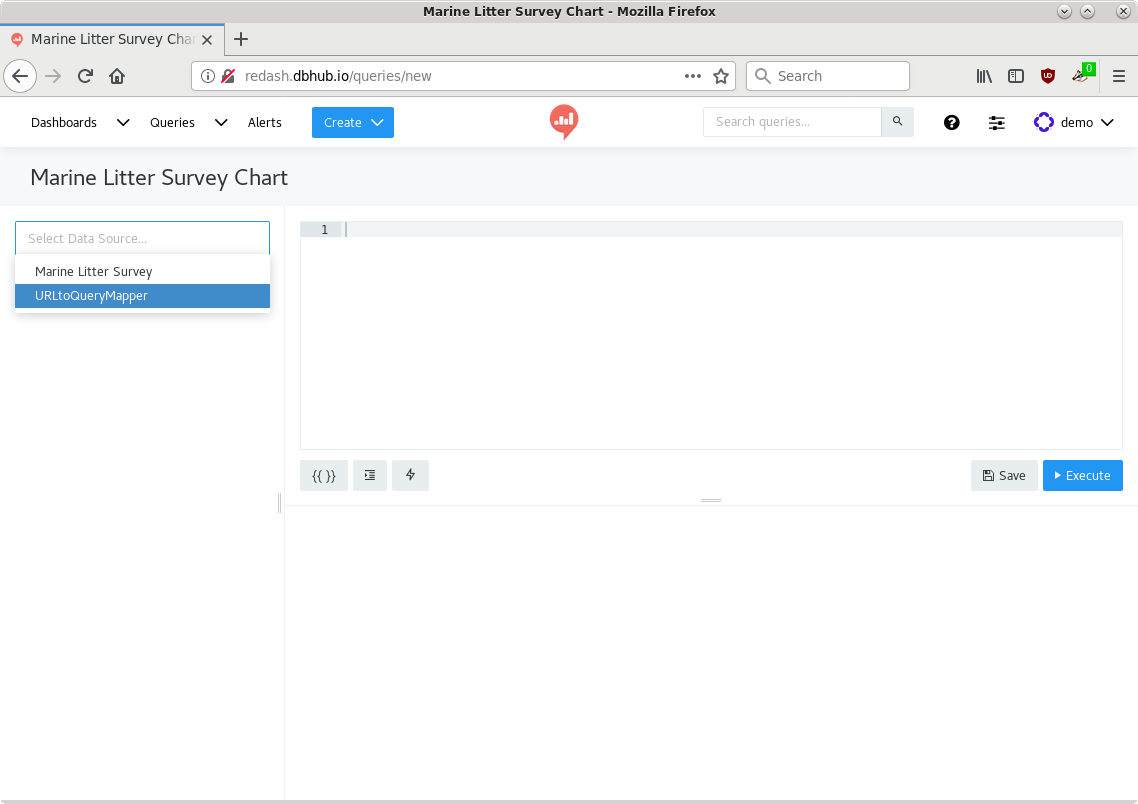 Marine Litter Survey Chart - Mozilla Firefox
Marine Litter Survey Char
redash.dbhub.io/queries/new
Search
0
Dashboards Queries Alerts Create Search queries... demo
Marine Litter Survey Chart
Select Data Source...
Marine Litter Survey
URLtoQueryMapper
1
{{ }} Save Execute